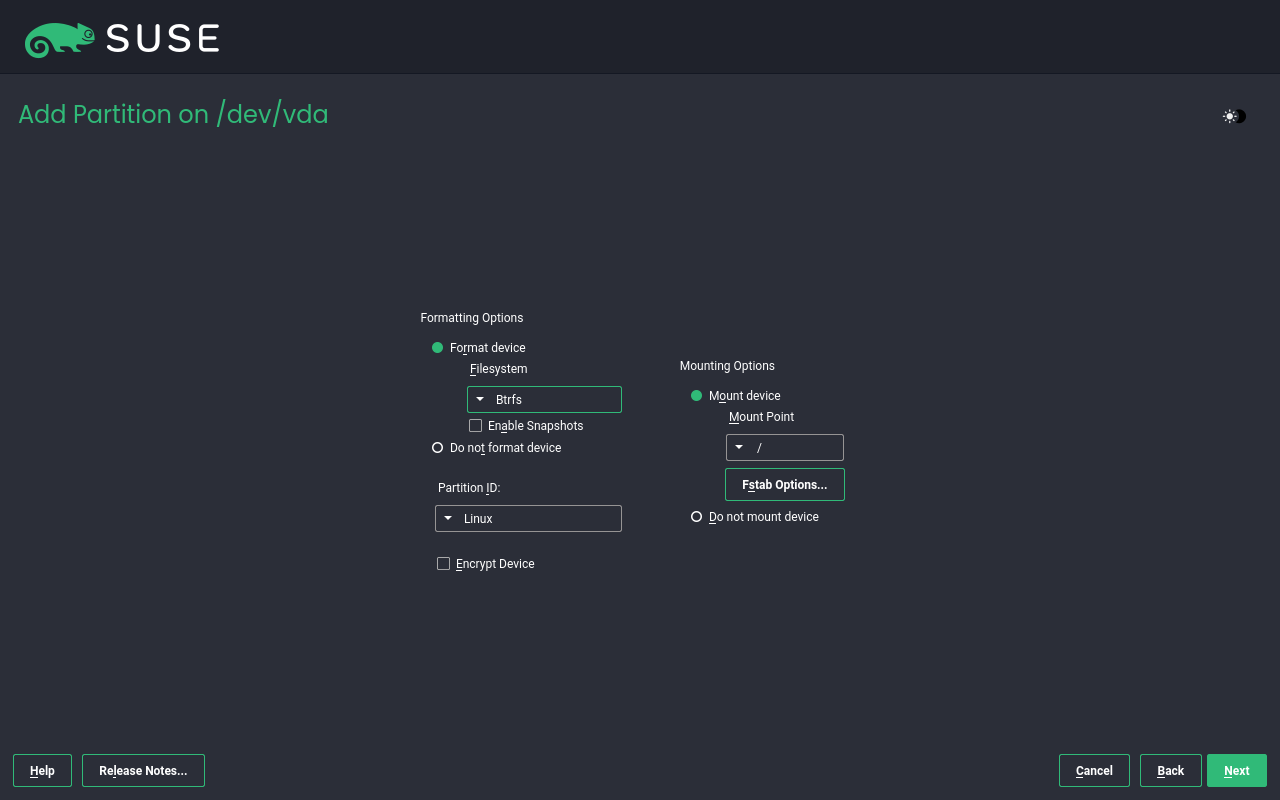 SUSE
Add Partition on /dev/vda
Formatting Options
Format device
Filesystem
Btrfs
Enable Snapshots
Do not format device
Partition ID:
Linux
Encrypt Device
Mounting Options
Mount device
Mount Point
/
Fstab Options...
Do not mount device
Help
Release Notes...
Cancel
Back
Next